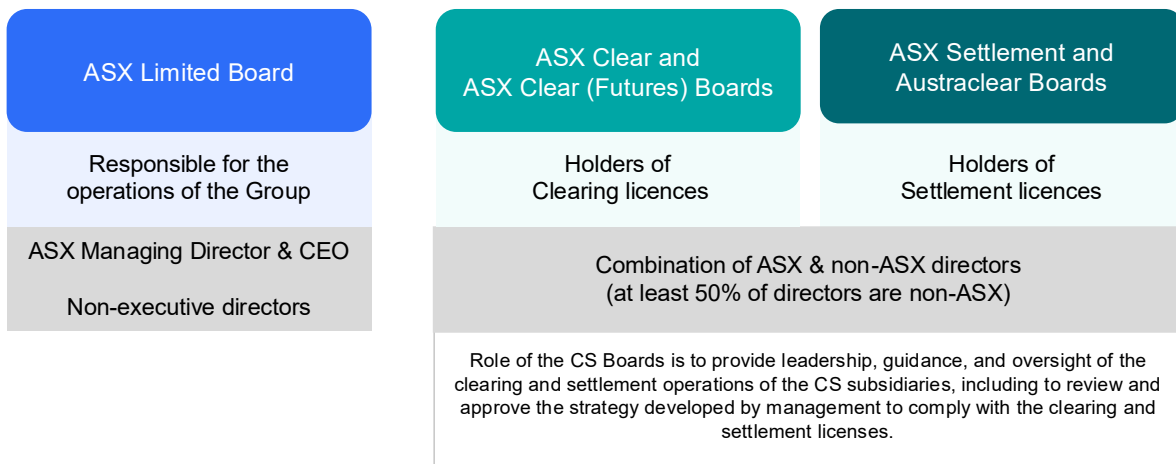 ASX Limited Board
Responsible for the
operations of the Group
ASX Managing Director & CEO
Non-executive directors
ASX Clear and
ASX Clear (Futures) Boards
Holders of
Clearing licences
ASX Settlement and
Austraclear Boards
Holders of
Settlement licences
Combination of ASX & non-ASX directors
(at least 50% of directors are non-ASX)
Role of the CS Boards is to provide leadership, guidance, and oversight of the
clearing and settlement operations of the CS subsidiaries, including to review and
approve the strategy developed by management to comply with the clearing and
settlement licenses.